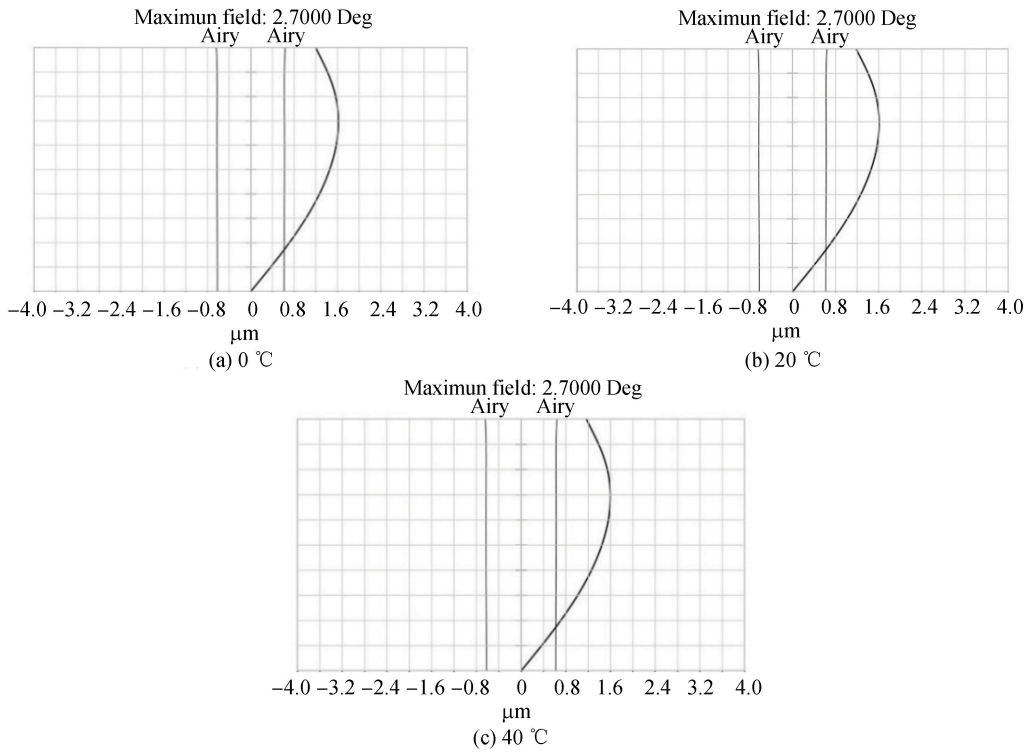 Maximun field: 2.7000 Deg
Airy Airy
−4.0 −3.2 −2.4 −1.6 −0.8 0 0.8 1.6 2.4 3.2 4.0
μm
(a) 0 ℃
Maximun field: 2.7000 Deg
Airy Airy
−4.0 −3.2 −2.4 −1.6 −0.8 0 0.8 1.6 2.4 3.2 4.0
μm
(b) 20 ℃
Maximun field: 2.7000 Deg
Airy Airy
−4.0 −3.2 −2.4 −1.6 −0.8 0 0.8 1.6 2.4 3.2 4.0
μm
(c) 40 ℃